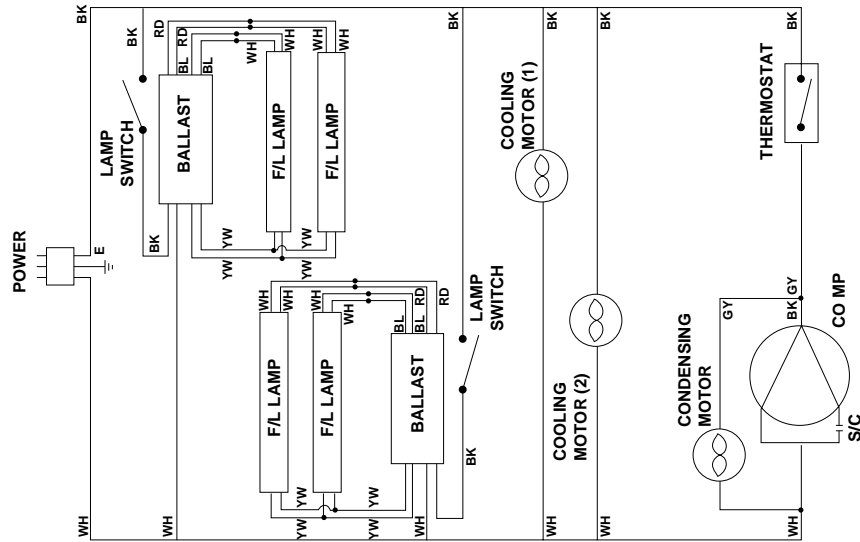 POWER
E
BK
WH
BK
LAMP
SWITCH
BK
BALLAST
RD
RD
BL
BL
WH
WH
WH
WH
F/L LAMP
F/L LAMP
YW
YW
YW
YW
WH
WH
WH
WH
WH
F/L LAMP
F/L LAMP
BALLAST
BL
BL
RD
RD
YW
YW
YW
YW
WH
LAMP
SWITCH
BK
BK
COOLING
MOTOR (1)
BK
WH
COOLING
MOTOR (2)
BK
WH
THERMOSTAT
BK
GY
GY
BK
CO MP
CONDENSING
MOTOR
S/C
WH